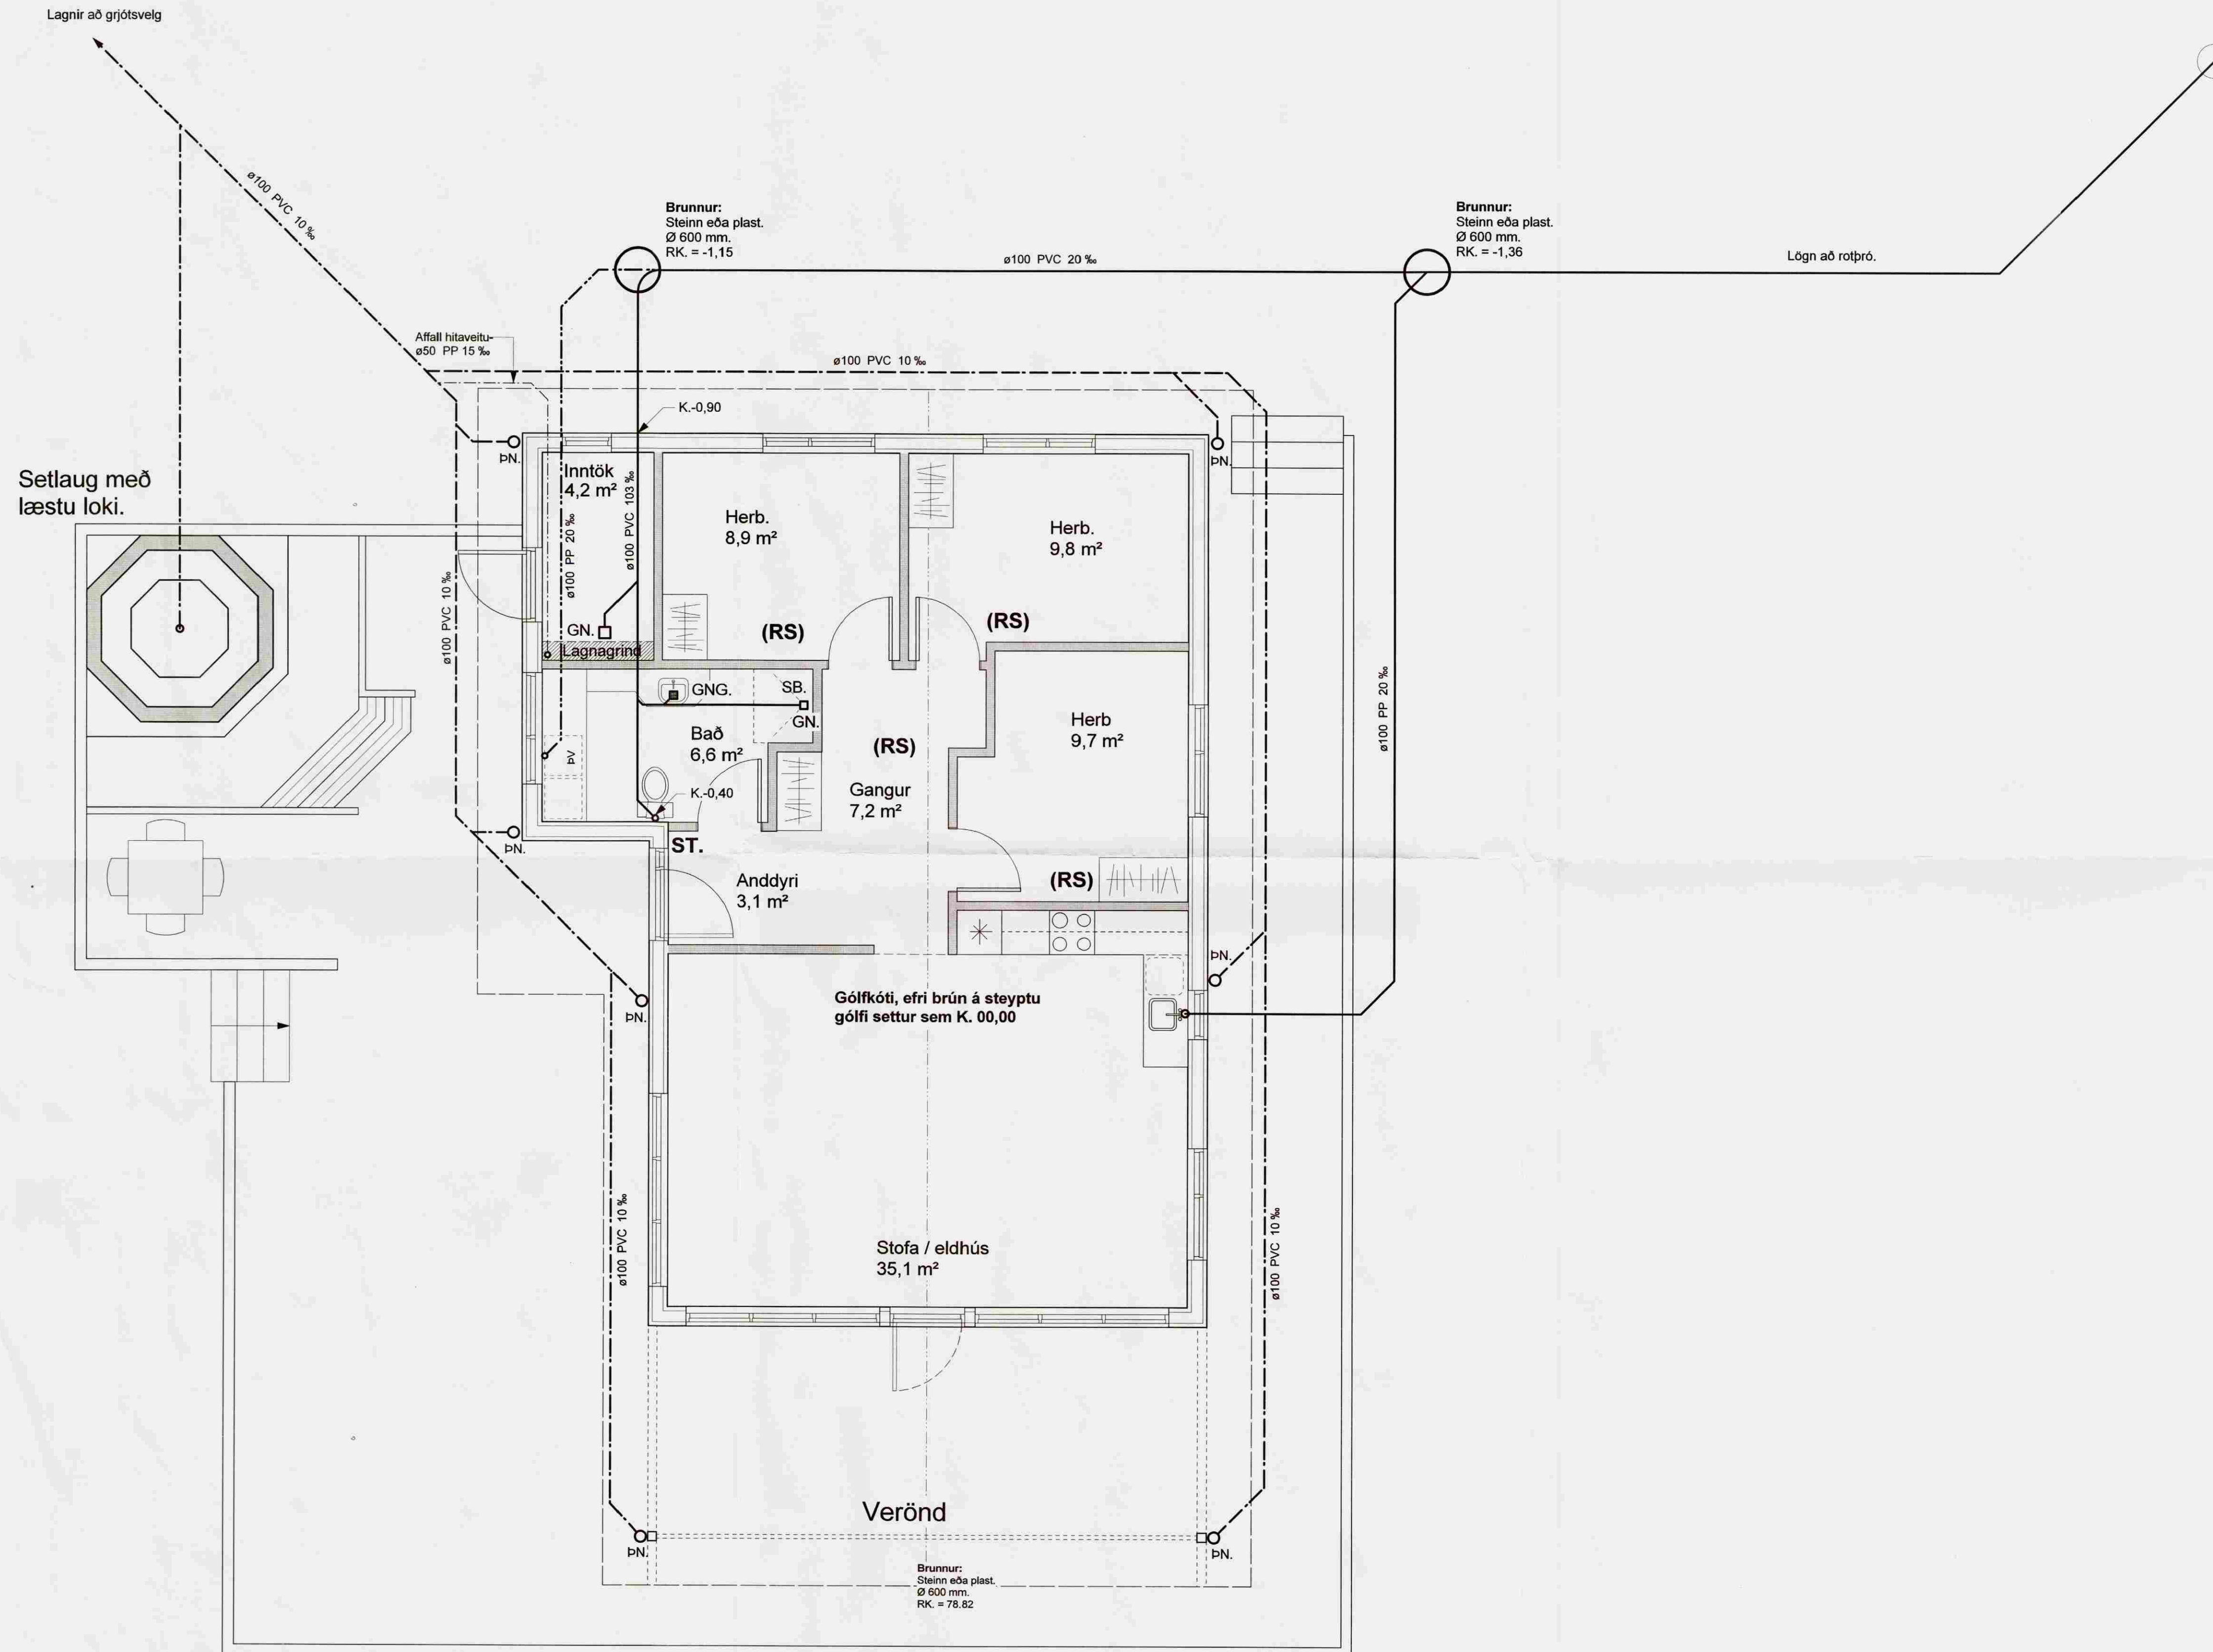 Lagnir að grjótsvelg
ø100 PVC 10 ‰
Brunnur:
Steinn eða plast.
Ø 600 mm.
RK. = -1,15
ø100 PVC 20 ‰
Brunnur:
Steinn eða plast.
Ø 600 mm.
RK. = -1,36
Lögn að rotþró.
Affall hitaveitu-
ø50 PP 15 ‰
ø100 PVC 10 ‰
K.-0,90
ÞN.
ÞN.
Setlaug með
læstu loki.
Inntök
4,2 m²
ø100 PP 20 ‰
ø100 PVC 103 ‰
Herb.
8,9 m²
Herb.
9,8 m²
ø100 PVC 10 ‰
GN.
Lagnagrind
(RS)
(RS)
GNG.
SB.
GN.
Bað
6,6 m²
ÞV
K.-0,40
(RS)
Gangur
7,2 m²
Herb
9,7 m²
ø100 PP 20 ‰
ÞN.
ST.
Anddyri
3,1 m²
(RS)
ÞN.
ÞN.
Gólfkóti, efri brún á steyptu
gólfi settur sem K. 00,00
ø100 PVC 10 ‰
ø100 PVC 10 ‰
Stofa / eldhús
35,1 m²
Verönd
ÞN.
ÞN.
Brunnur:
Steinn eða plast.
Ø 600 mm.
RK. = 78.82